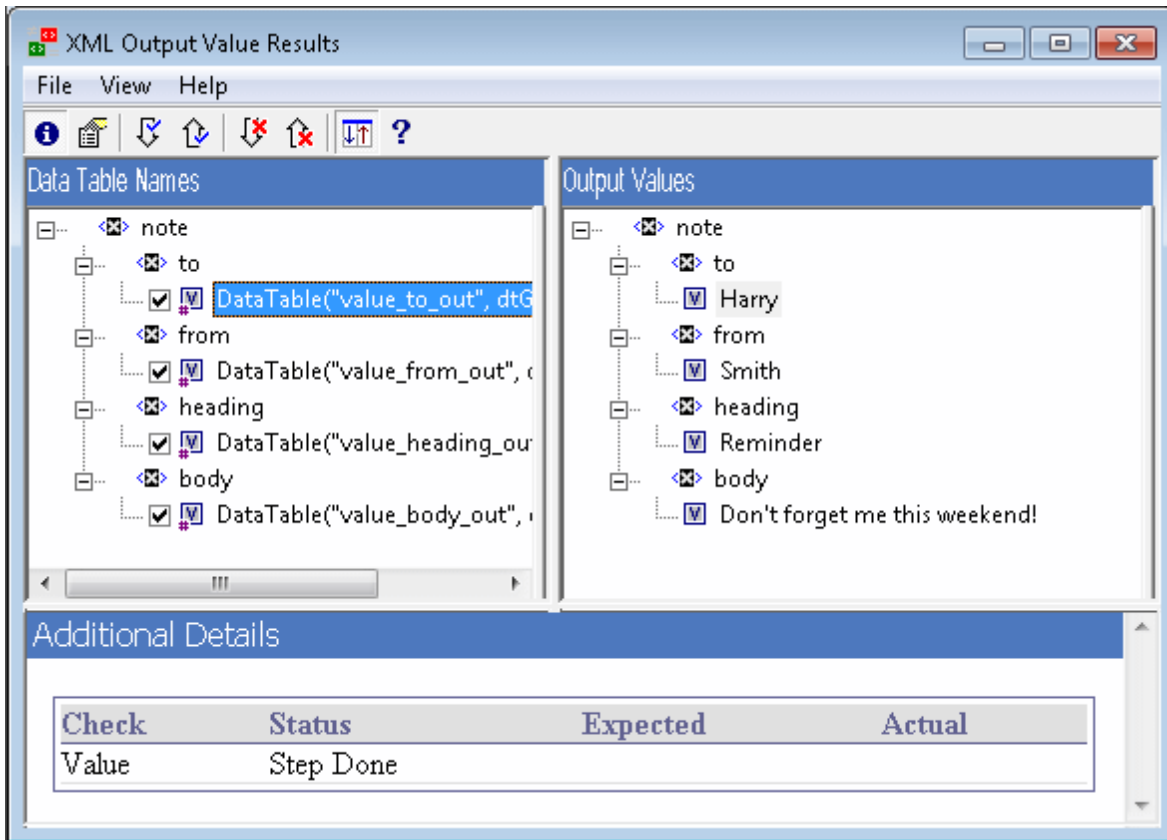 XML Output Value Results
File View Help
Data Table Names
note
to
DataTable("value_to_out", dtG
from
DataTable("value_from_out",
heading
DataTable("value_heading_ou
body
DataTable("value_body_out",
Output Values
note
to
Harry
from
Smith
heading
Reminder
body
Don't forget me this weekend!
Additional Details
Check Status Expected Actual
Value Step Done